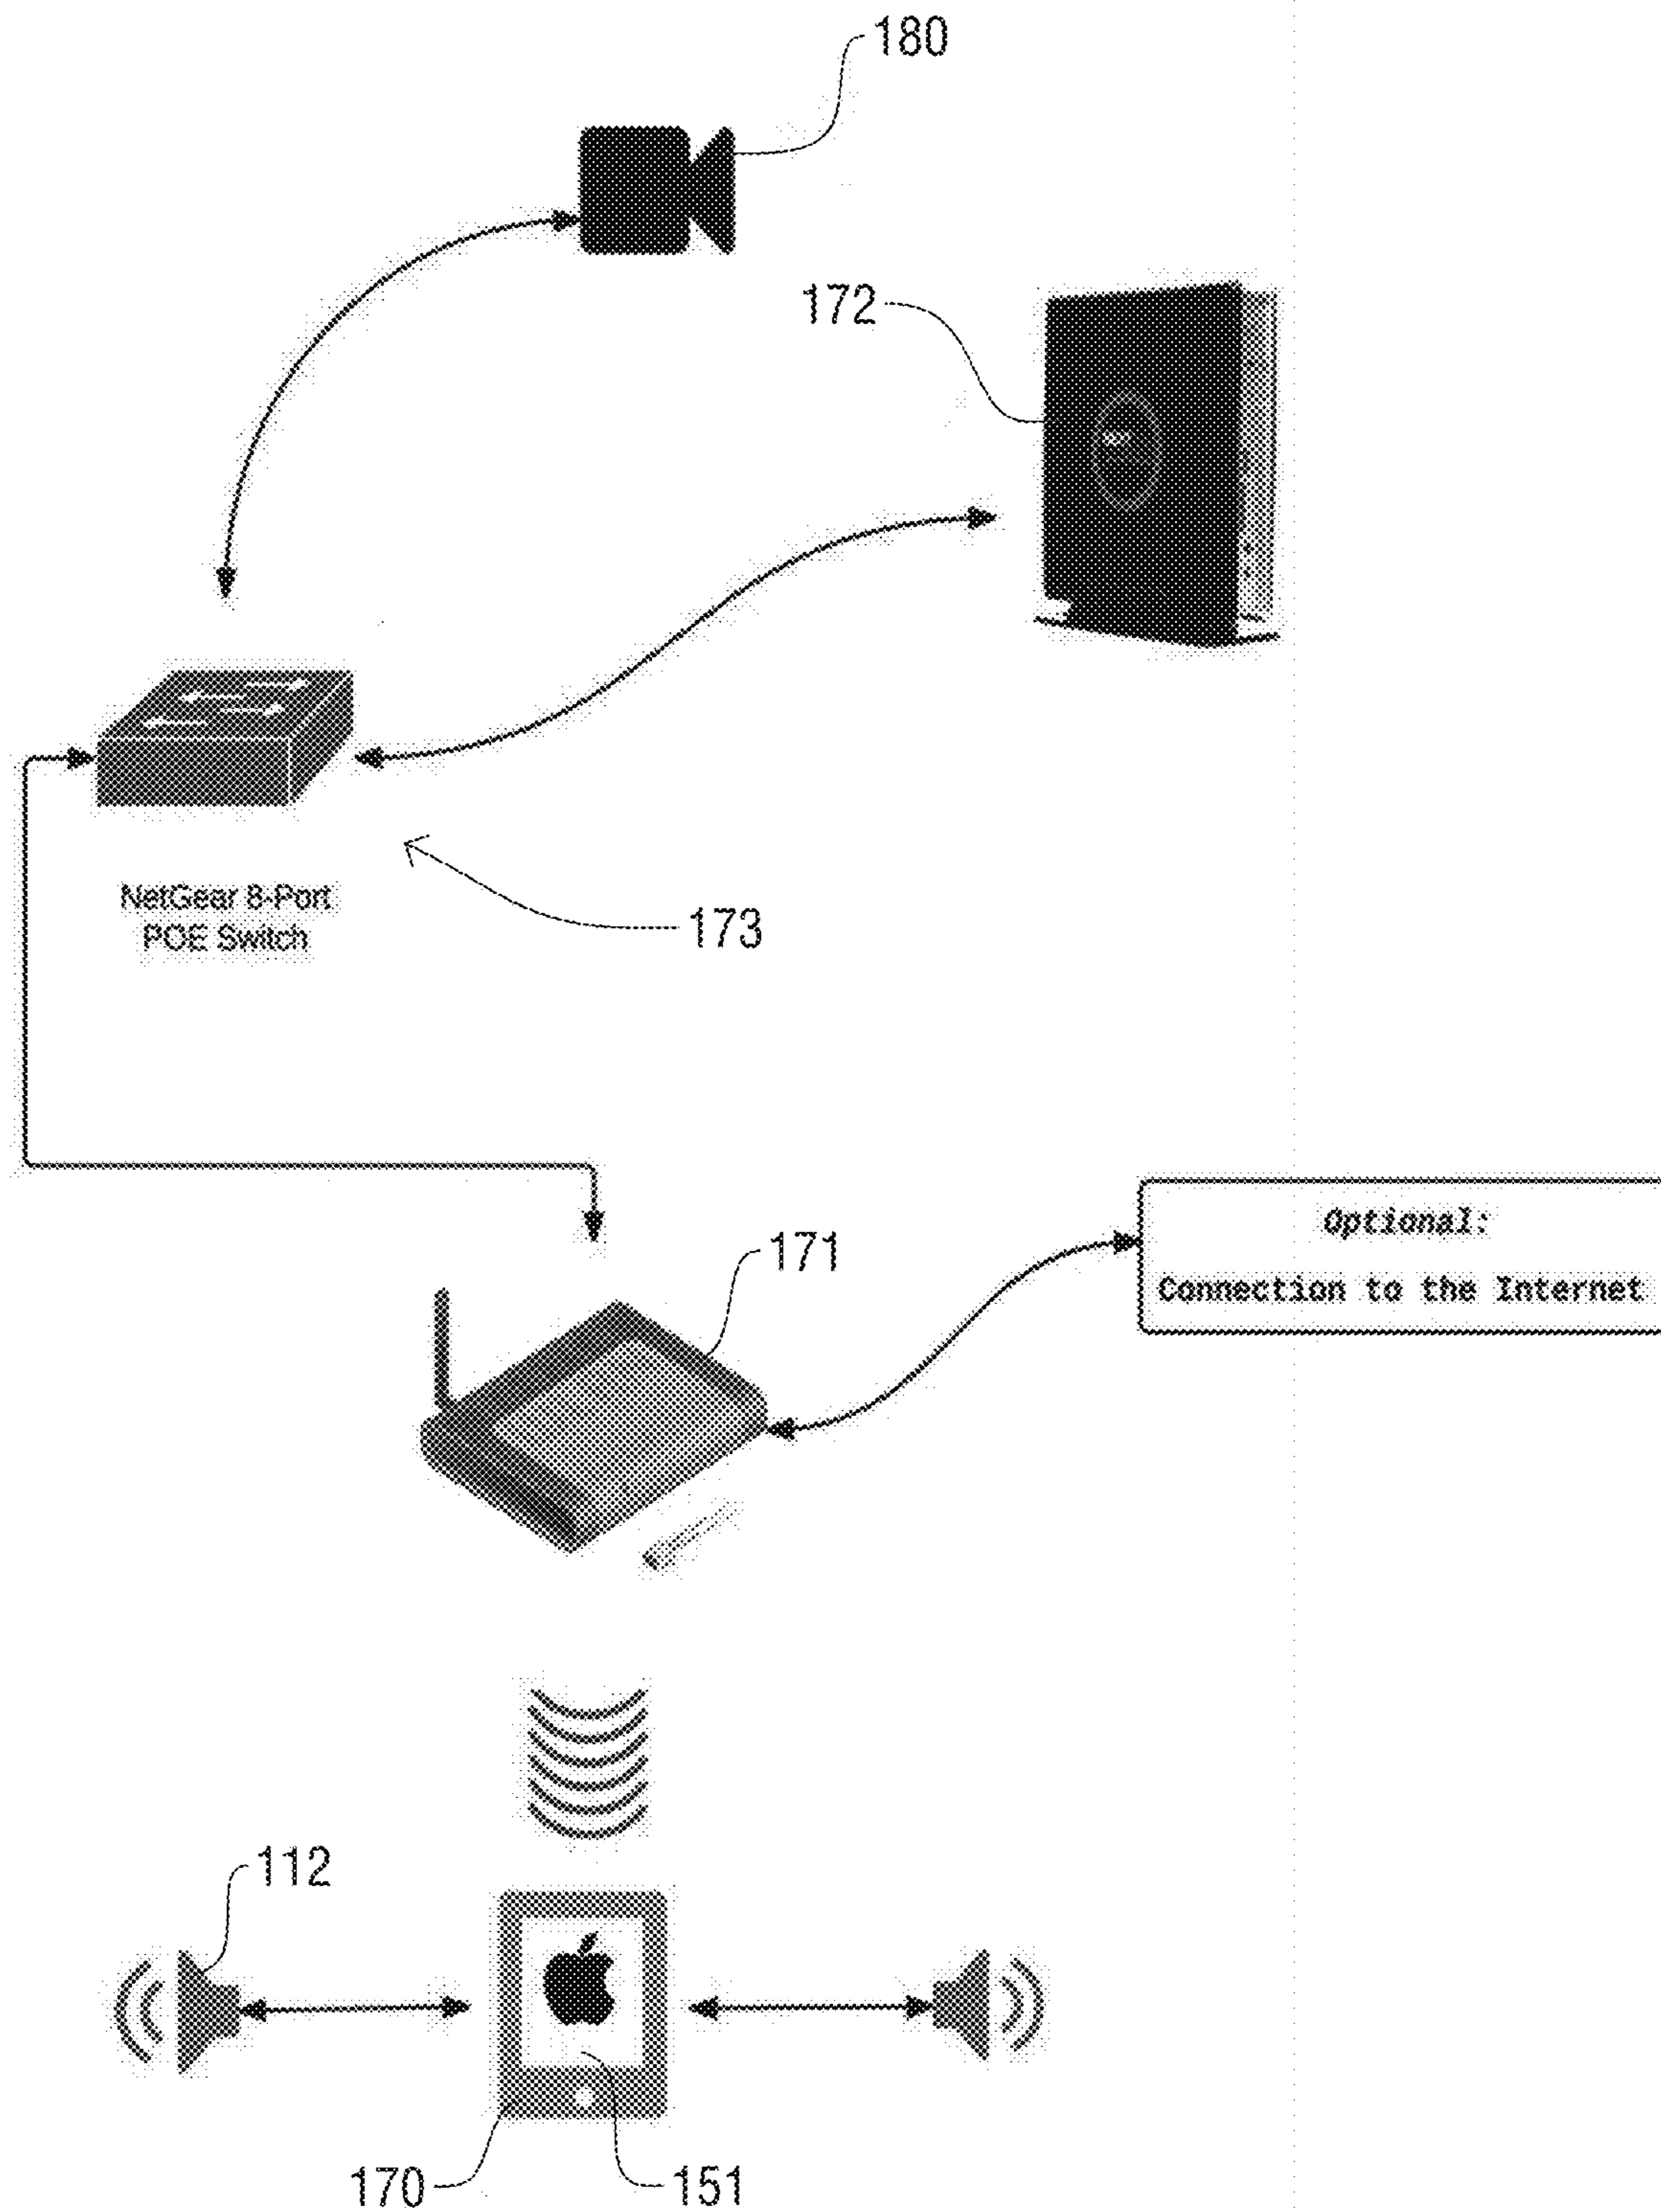 180
172
NetGear 8-Port
POE Switch
173
171
Optional:
Connection to the Internet
112
170
151